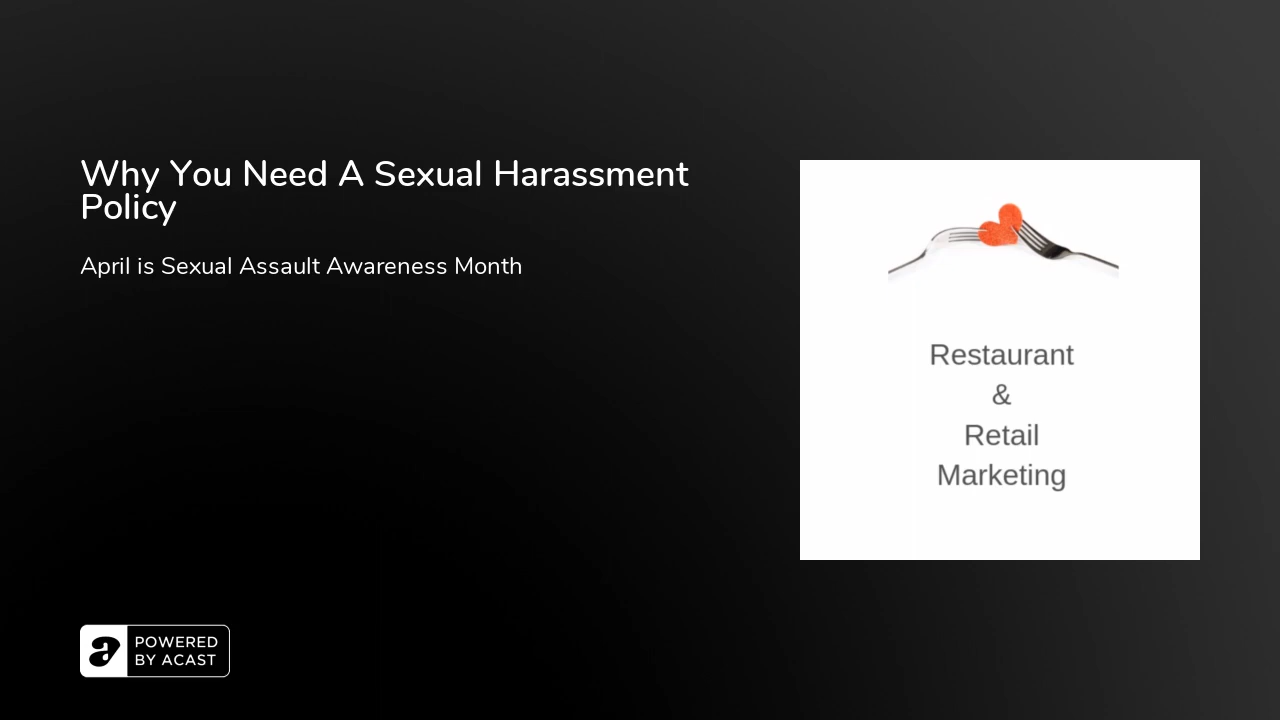 Why You Need A Sexual Harassment
Policy
April is Sexual Assault Awareness Month
Restaurant
&
Retail
Marketing
a
POWERED
BY ACAST